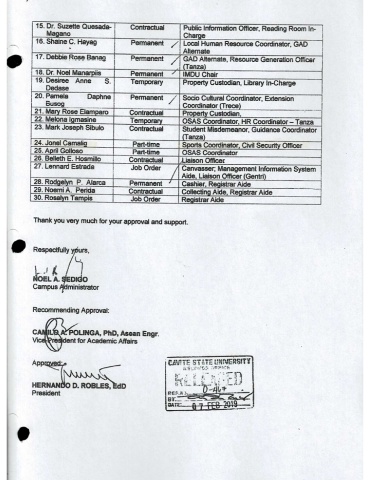 15. Dr. Suzette Quesada- Contractual Public Information Officer, Reading Room In-
Magano Charge
16. Shaine C. Hayag Permanent Local Human Resource Coordinator, GAD
Alternate
17. Debbie Rose Banag Permanent GAD Alternate, Resource Generation Officer
(Tanza)
18. Dr. Noel Manarpiis Permanent IMDU Chair
19. Desiree Anne S. Temporary Property Custodian, Library In-Charge
Dedase
20. Pamela Daphne Permanent Socio Cultural Coordinator, Extension
Busog Coordinator (Trece)
21. Mary Rose Elamparo Contractual Property Custodian,
22. Melona Igmasine Temporary OSAS Coordinator, HR Coordinator – Tanza
23. Mark Joseph Sibulo Contractual Student Misdemeanor, Guidance Coordinator
(Tanza)
24. Jonel Camalig Part-time Sports Coordinator, Civil Security Officer
25. April Golloso Part-time OSAS Coordinator
26. Belleth E. Hosmillo Contractual Liaison Officer
27. Lennard Estrada Job Order Canvasser, Management Information System
Aide, Liaison Officer (Gentri)
28. Rodgelyn P. Alarca Permanent Cashier, Registrar Aide
29. Noemi A. Perida Contractual Collecting Aide, Registrar Aide
30. Rosalyn Tampis Job Order Registrar Aide
Thank you very much for your approval and support.
Respectfully yours,
NOEL A. SEDIGO
Campus Administrator
Recommending Approval:
CAMILO A. POLINGA, PhD, Asean Engr.
Vice President for Academic Affairs
Approved:
HERNANDO D. ROBLES, EdD
President
CAVITE STATE UNIVERSITY
RECORDS OFFICE
RELEASED
BY:
DATE: 07 FEB 2019